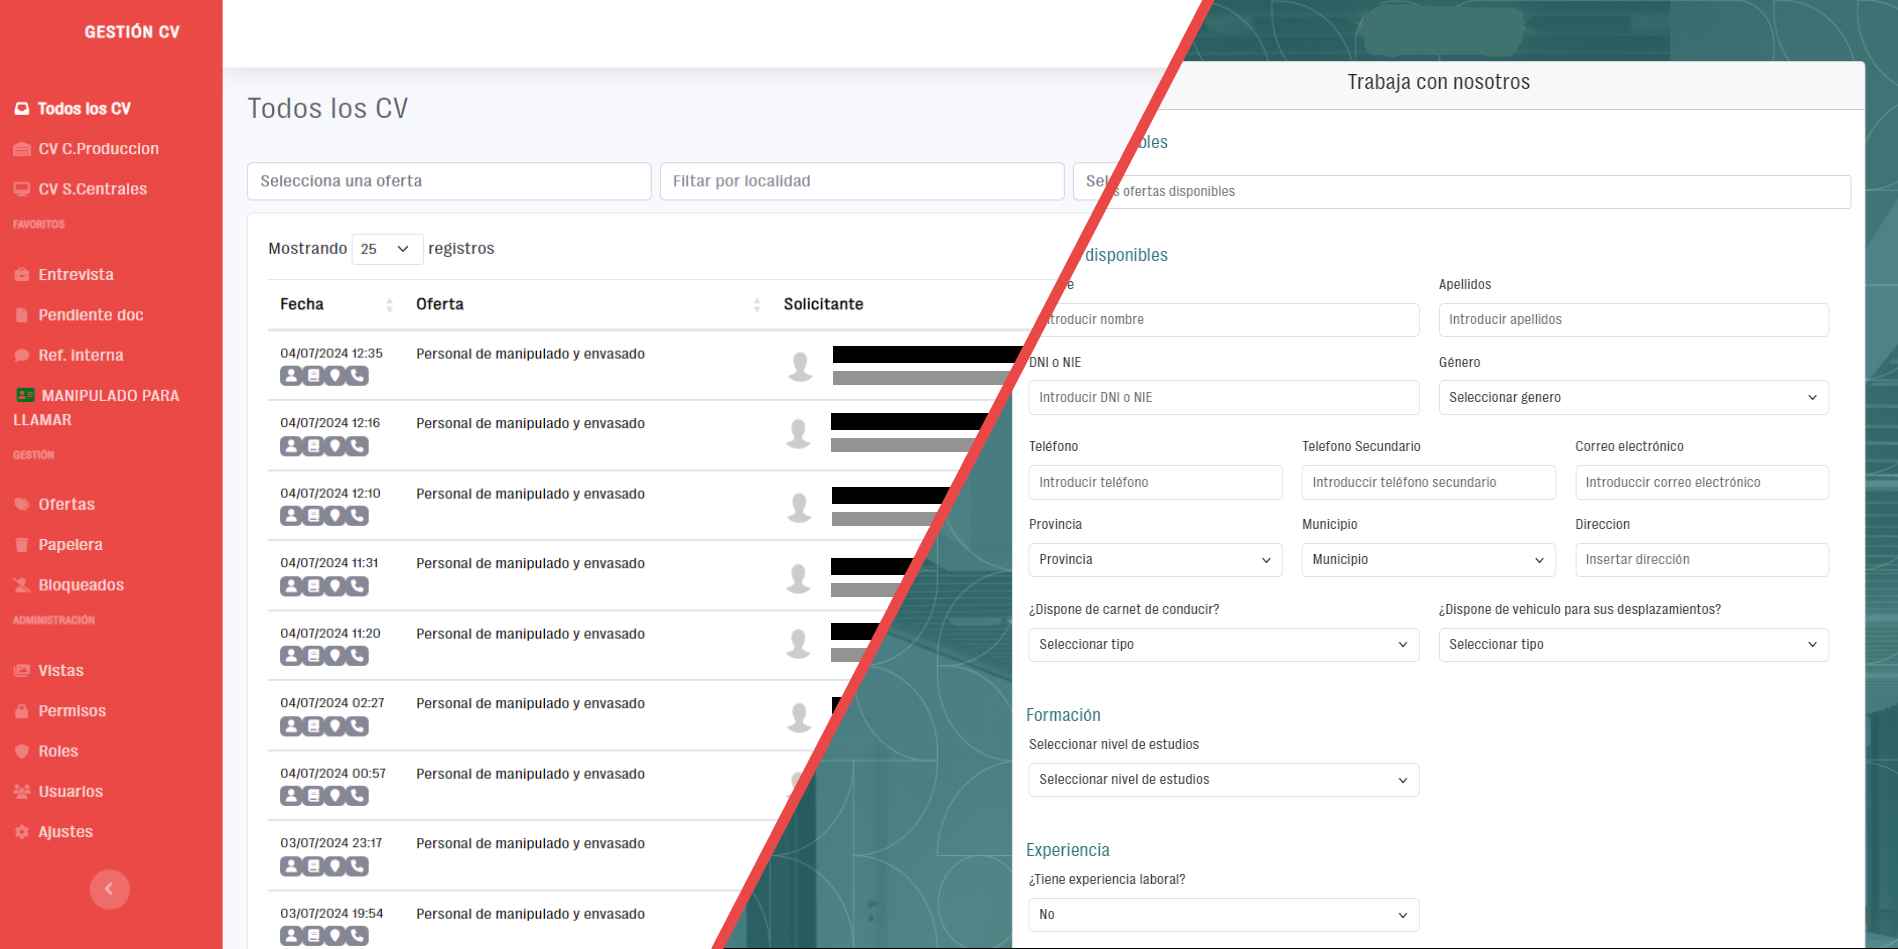 GESTIÓN CV
Todos los CV
CV C.Produccion
CV S.Centrales
FAVORITOS
Entrevista
Pendiente doc
Ref. interna
MANIPULADO PARA
LLAMAR
GESTIÓN
Ofertas
Papelera
Bloqueados
ADMINISTRACIÓN
Vistas
Permisos
Roles
Usuarios
Ajustes
Todos los CV
Selecciona una oferta
Filtar por localidad
Sel
Mostrando 25 registros
Fecha Oferta Solicitante
04/07/2024 12:35 Personal de manipulado y envasado
04/07/2024 12:16 Personal de manipulado y envasado
04/07/2024 12:10 Personal de manipulado y envasado
04/07/2024 11:31 Personal de manipulado y envasado
04/07/2024 11:20 Personal de manipulado y envasado
04/07/2024 02:27 Personal de manipulado y envasado
04/07/2024 00:57 Personal de manipulado y envasado
03/07/2024 23:17 Personal de manipulado y envasado
03/07/2024 19:54 Personal de manipulado y envasado
Trabaja con nosotros
bles
s ofertas disponibles
disponibles
e Apellidos
troducir nombre Introducir apellidos
DNI o NIE Género
Introducir DNI o NIE Seleccionar genero
Teléfono Telefono Secundario Correo electrónico
Introducir teléfono Introduccir teléfono secundario Introduccir correo electrónico
Provincia Municipio Direccion
Provincia Municipio Insertar dirección
¿Dispone de carnet de conducir? ¿Dispone de vehiculo para sus desplazamientos?
Seleccionar tipo Seleccionar tipo
Formación
Seleccionar nivel de estudios
Seleccionar nivel de estudios
Experiencia
¿Tiene experiencia laboral?
No